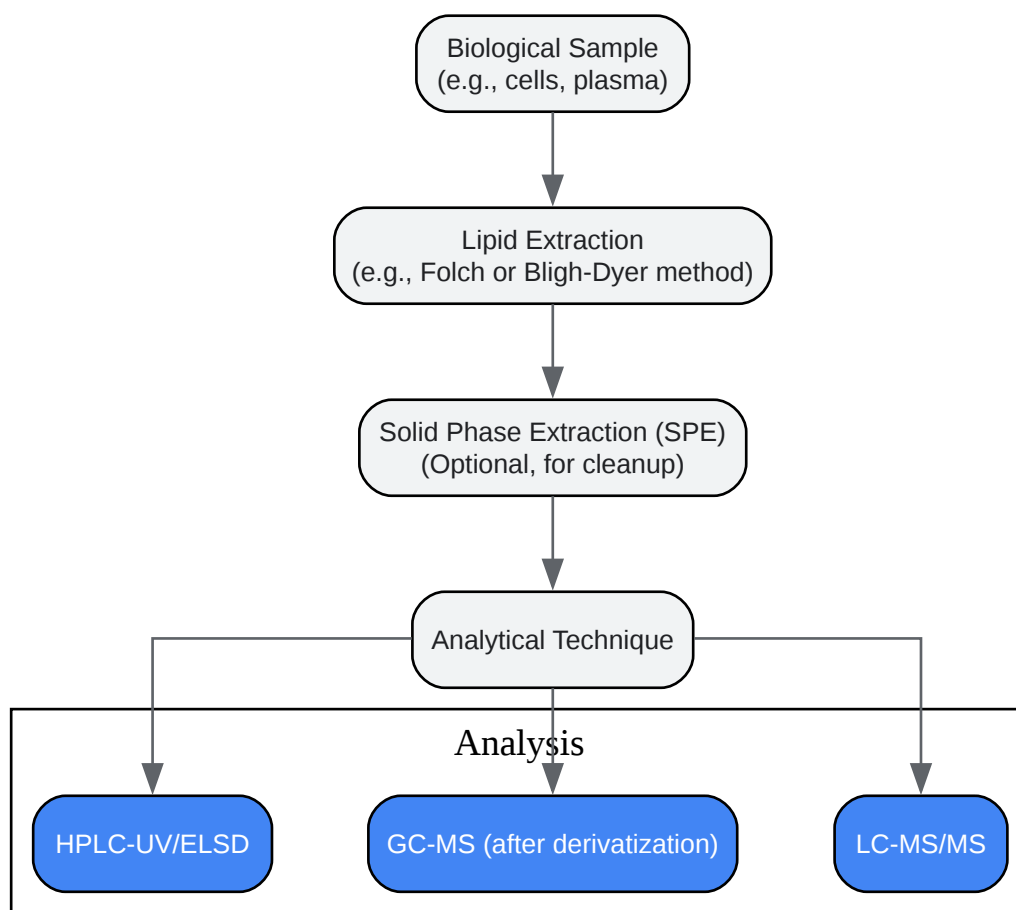 Biological Sample
(e.g., cells, plasma)
Lipid Extraction
(e.g., Folch or Bligh-Dyer method)
Solid Phase Extraction (SPE)
(Optional, for cleanup)
Analytical Technique
Analysis
HPLC-UV/ELSD
GC-MS (after derivatization)
LC-MS/MS